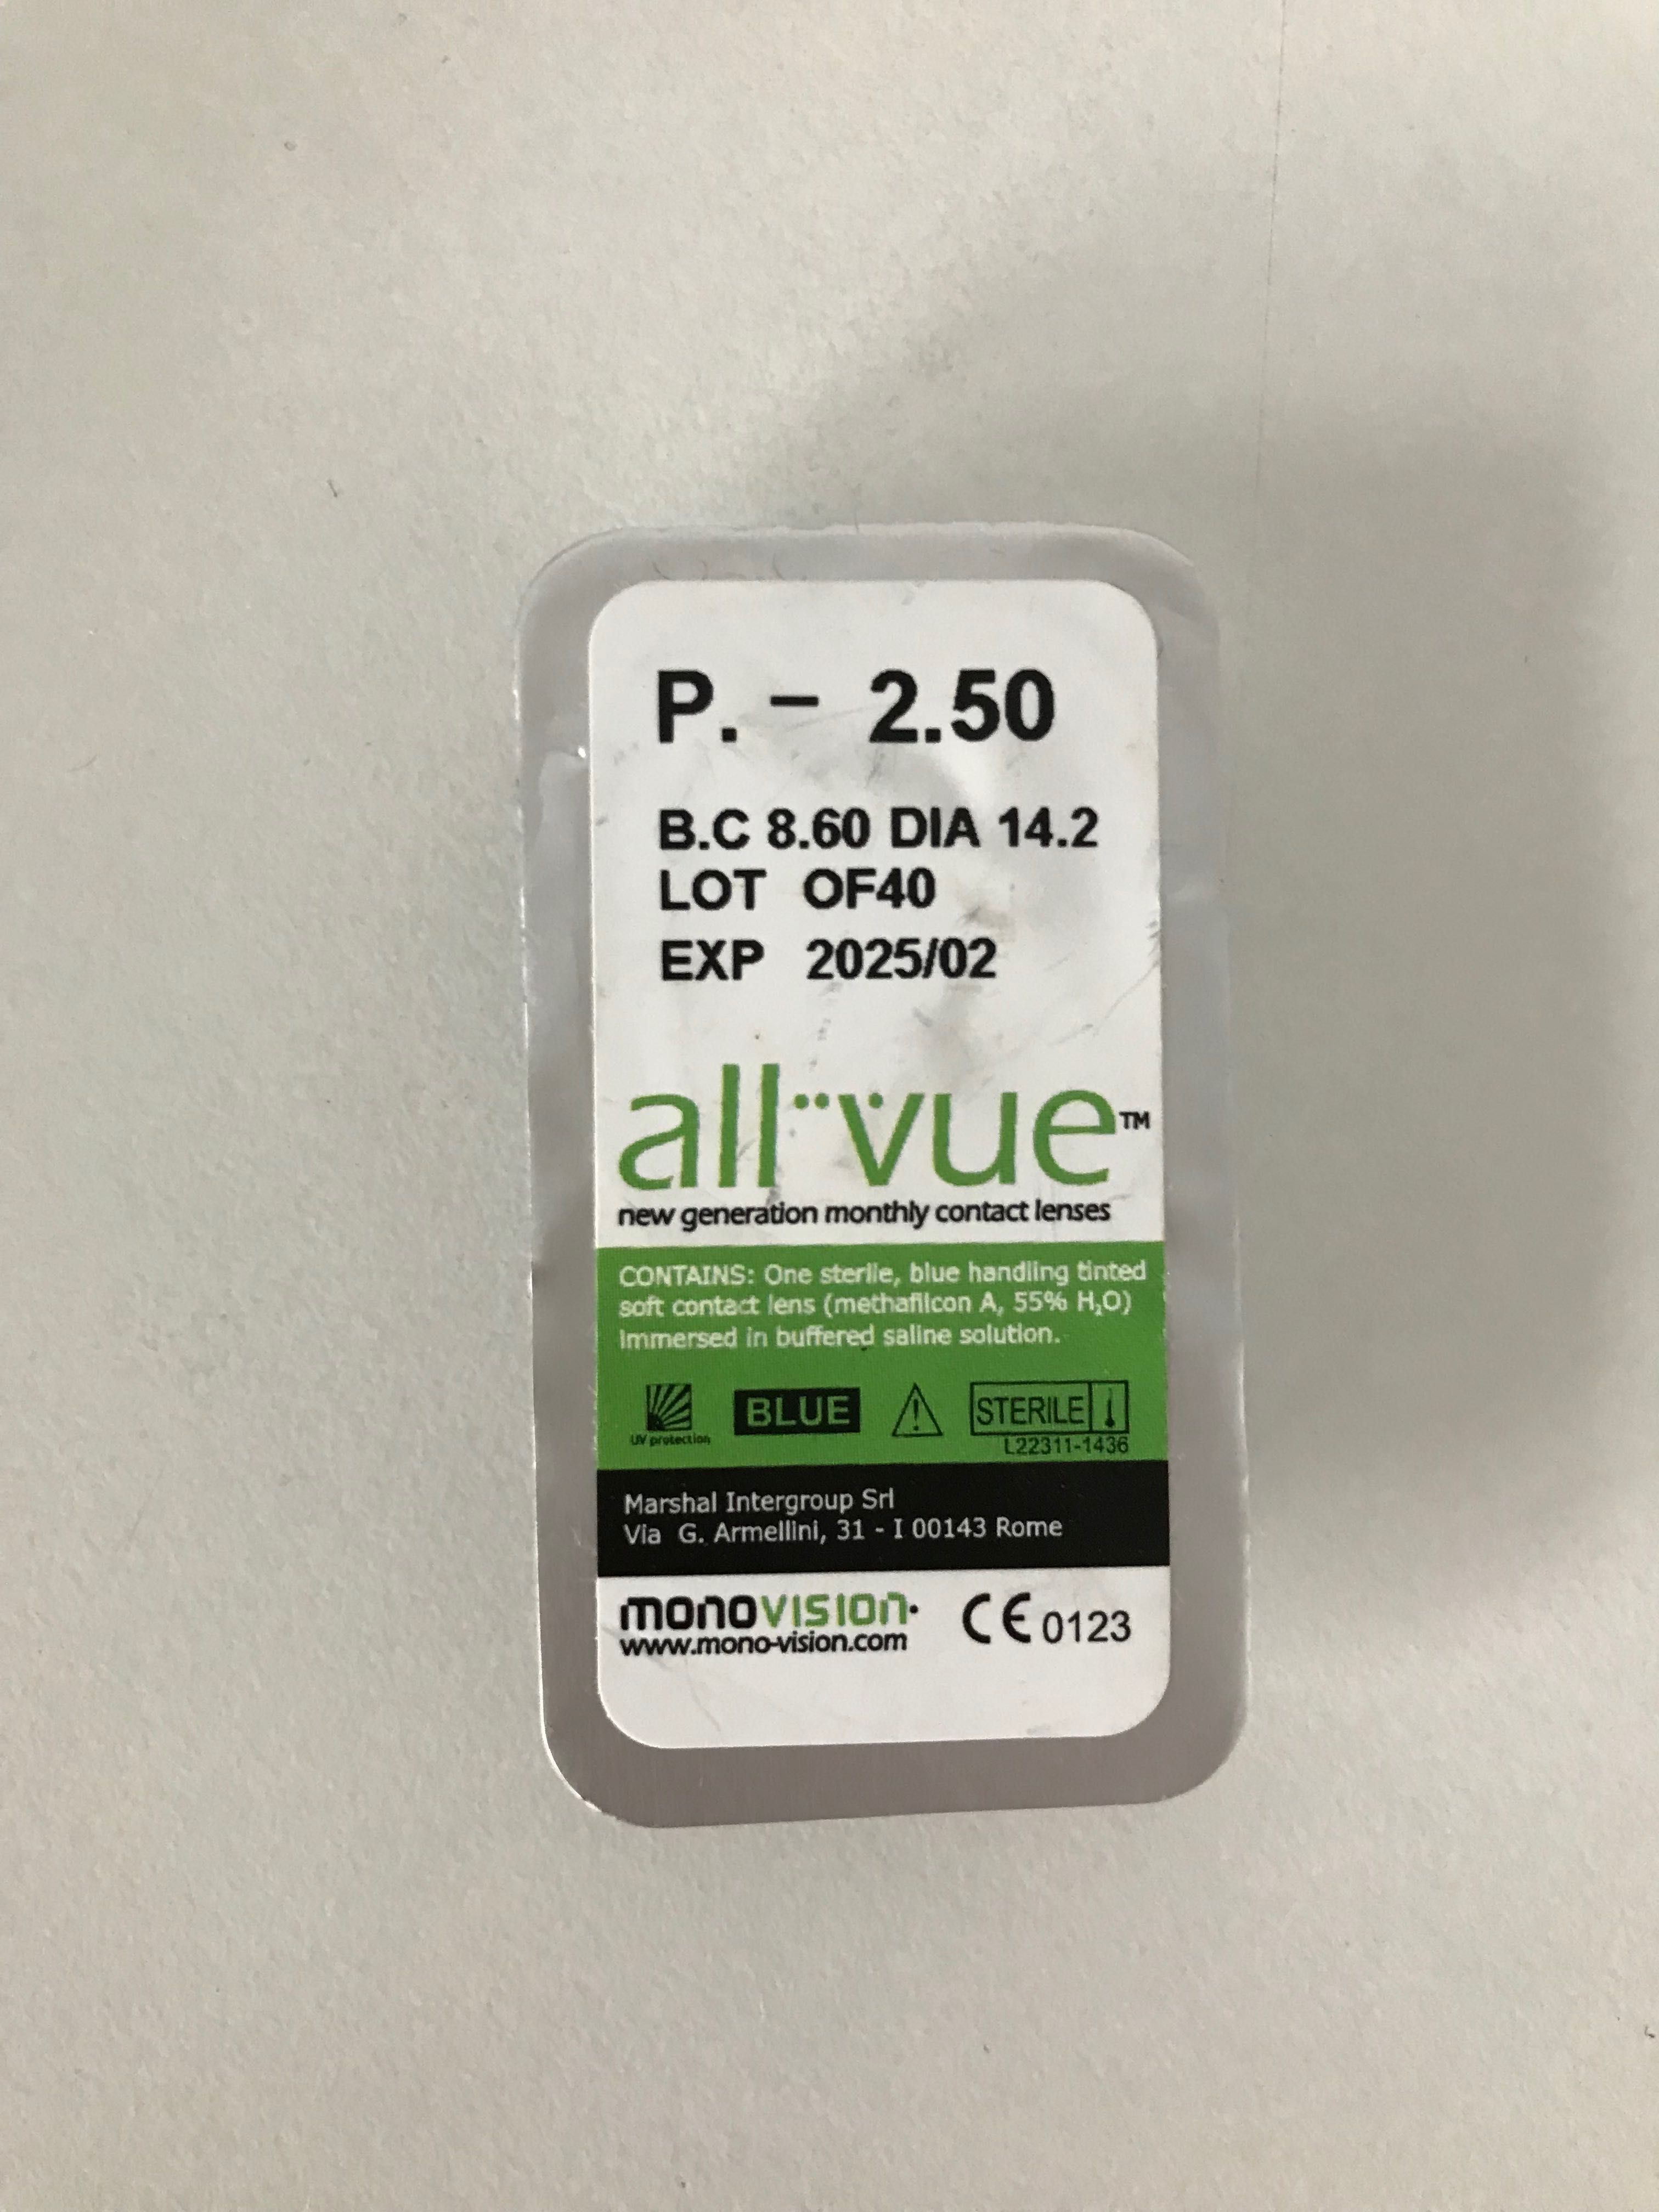 P. - 2.50
B.C 8.60 DIA 14.2
LOT OF40
EXP 2025/02
all vue™
new generation monthly contact lenses
CONTAINS: One sterile, blue handling tinted
soft contact lens (methafilcon A, 55% H₂O)
immersed in buffered saline solution.
UV protection
BLUE
STERILE
L22311-1436
Marshal Intergroup Srl
Via G. Armellini, 31 - I 00143 Rome
monovision
www.mono-vision.com
CE 0123